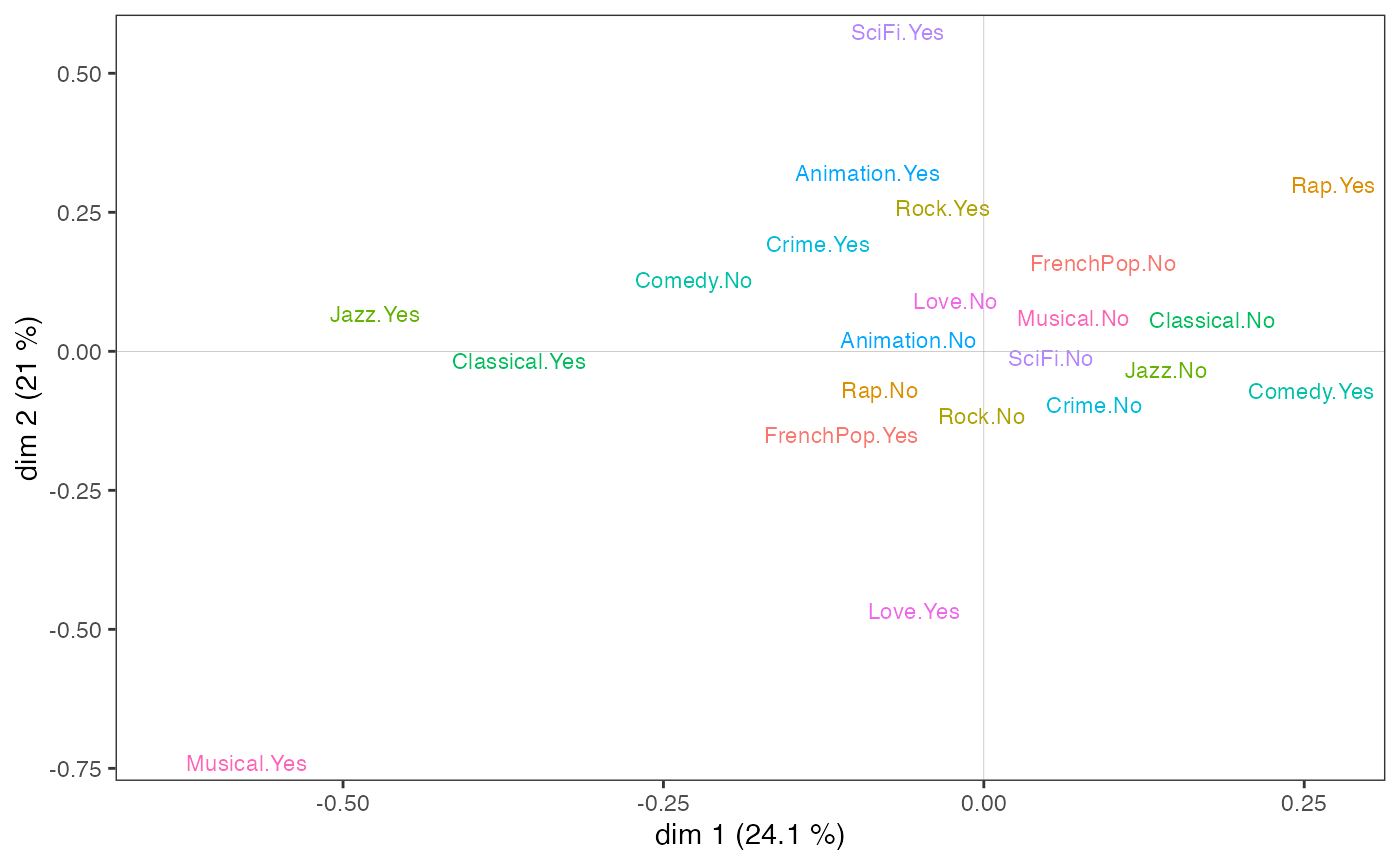 SciFi.Yes
0.50
Animation.Yes
Rap.Yes
Rock.Yes
0.25
Crime.Yes
FrenchPop.No
Comedy.No
Love.No
Jazz.Yes
Musical.No
Classical.No
Animation.No
0.00
SciFi.No
Classical.Yes
Jazz.No
Rap.No
Comedy.Yes
Crime.No
Rock.No
FrenchPop.Yes
-0.25
Love.Yes
-0.50
Musical.Yes
-0.75
-0.50 -0.25 0.00 0.25
dim 1 (24.1 %)
dim 2 (21 %)